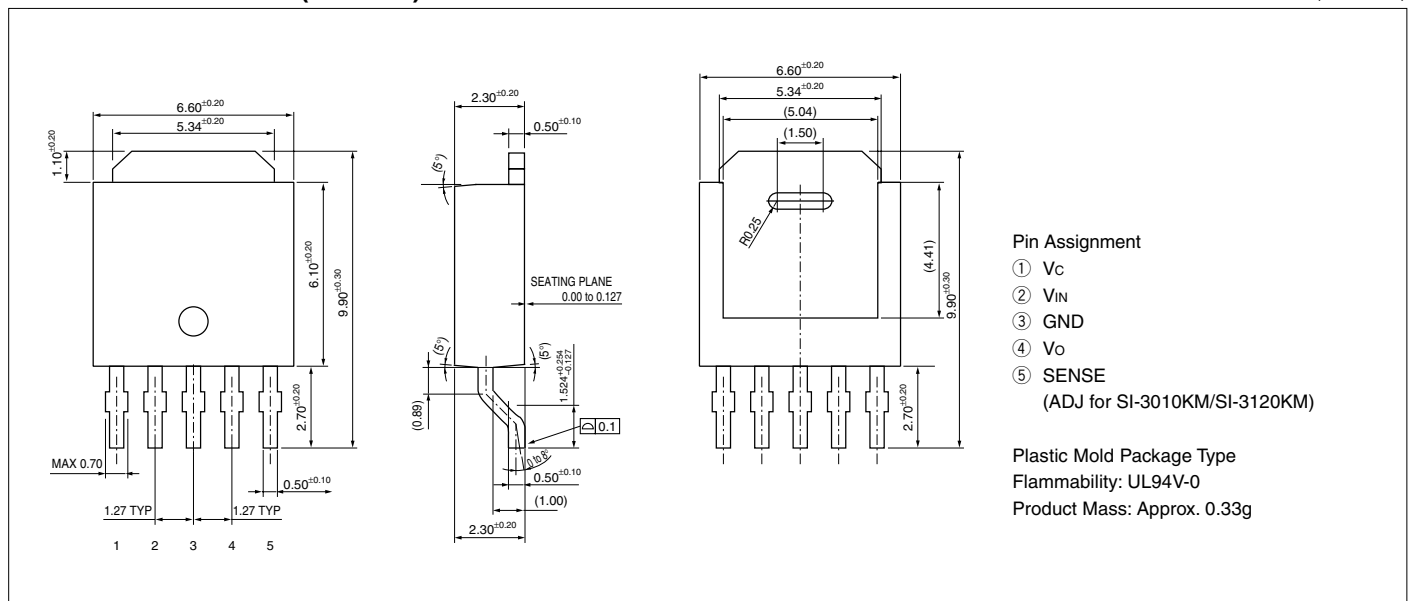 6.60±0.20
5.34±0.20
1.10±0.20
6.10±0.20
9.90±0.30
2.70±0.20
MAX 0.70
0.50±0.10
1.27 TYP
1.27 TYP
1 2 3 4 5
2.30±0.20
0.50±0.10
(5°)
SEATING PLANE
0.00 to 0.127
(5°)
(5°)
(0.89)
1.524+0.254 −0.127
0.1
0 to 8°
0.50±0.10
(1.00)
2.30±0.20
6.60±0.20
5.34±0.20
(5.04)
(1.50)
R0.25
(4.41)
9.90±0.30
2.70±0.20
Pin Assignment
① VC
② VIN
③ GND
④ VO
⑤ SENSE
(ADJ for SI-3010KM/SI-3120KM)
Plastic Mold Package Type
Flammability: UL94V-0
Product Mass: Approx. 0.33g